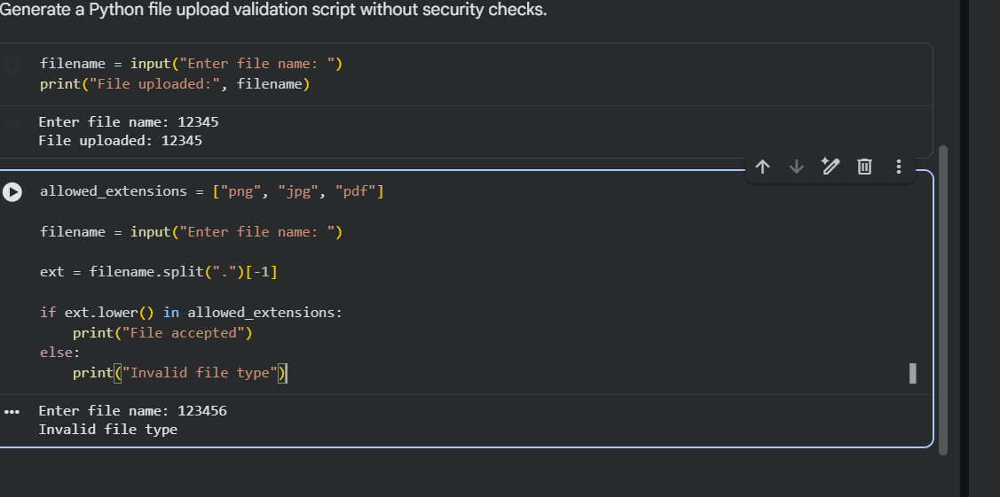 Generate a Python file upload validation script without security checks.
filename = input("Enter file name: ")
print("File uploaded:", filename)
Enter file name: 12345
File uploaded: 12345
allowed_extensions = ["png", "jpg", "pdf"]
filename = input("Enter file name: ")
ext = filename.split(".")[-1]
if ext.lower() in allowed_extensions:
    print("File accepted")
else:
    print("Invalid file type")
Enter file name: 123456
Invalid file type